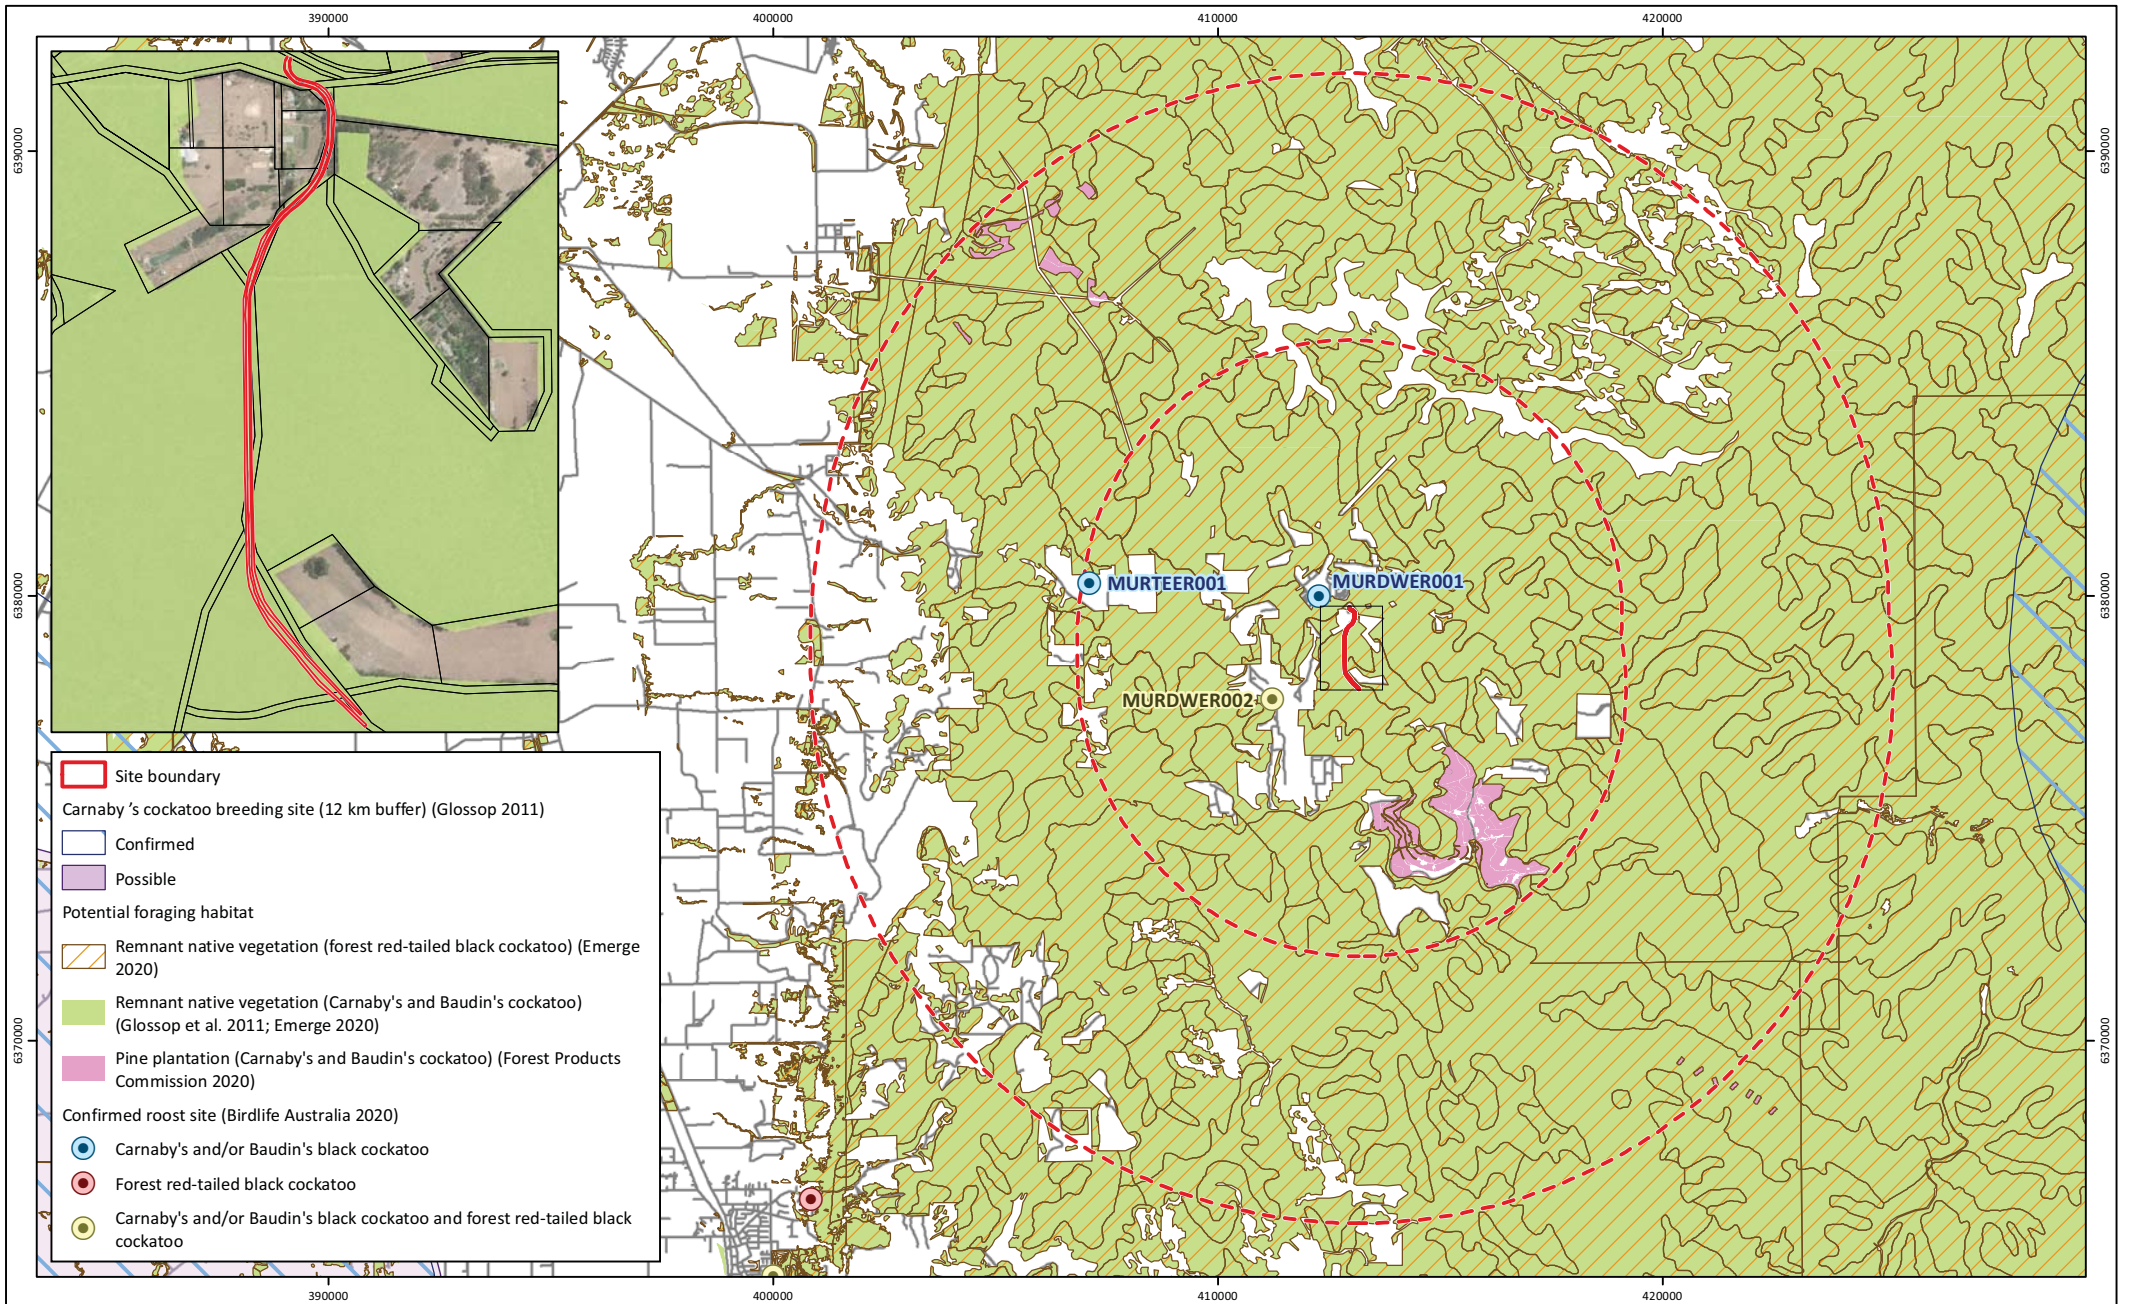 390000
400000
410000
420000
6390000
6390000
6380000
6380000
6370000
6370000
MURTEER001
MURDWER001
MURDWER002
Site boundary
Carnaby 's cockatoo breeding site (12 km buffer) (Glossop 2011)
Confirmed
Possible
Potential foraging habitat
Remnant native vegetation (forest red-tailed black cockatoo) (Emerge
2020)
Remnant native vegetation (Carnaby's and Baudin's cockatoo)
(Glossop et al. 2011; Emerge 2020)
Pine plantation (Carnaby's and Baudin's cockatoo) (Forest Products
Commission 2020)
Confirmed roost site (Birdlife Australia 2020)
Carnaby's and/or Baudin's black cockatoo
Forest red-tailed black cockatoo
Carnaby's and/or Baudin's black cockatoo and forest red-tailed black
cockatoo
390000
400000
410000
420000